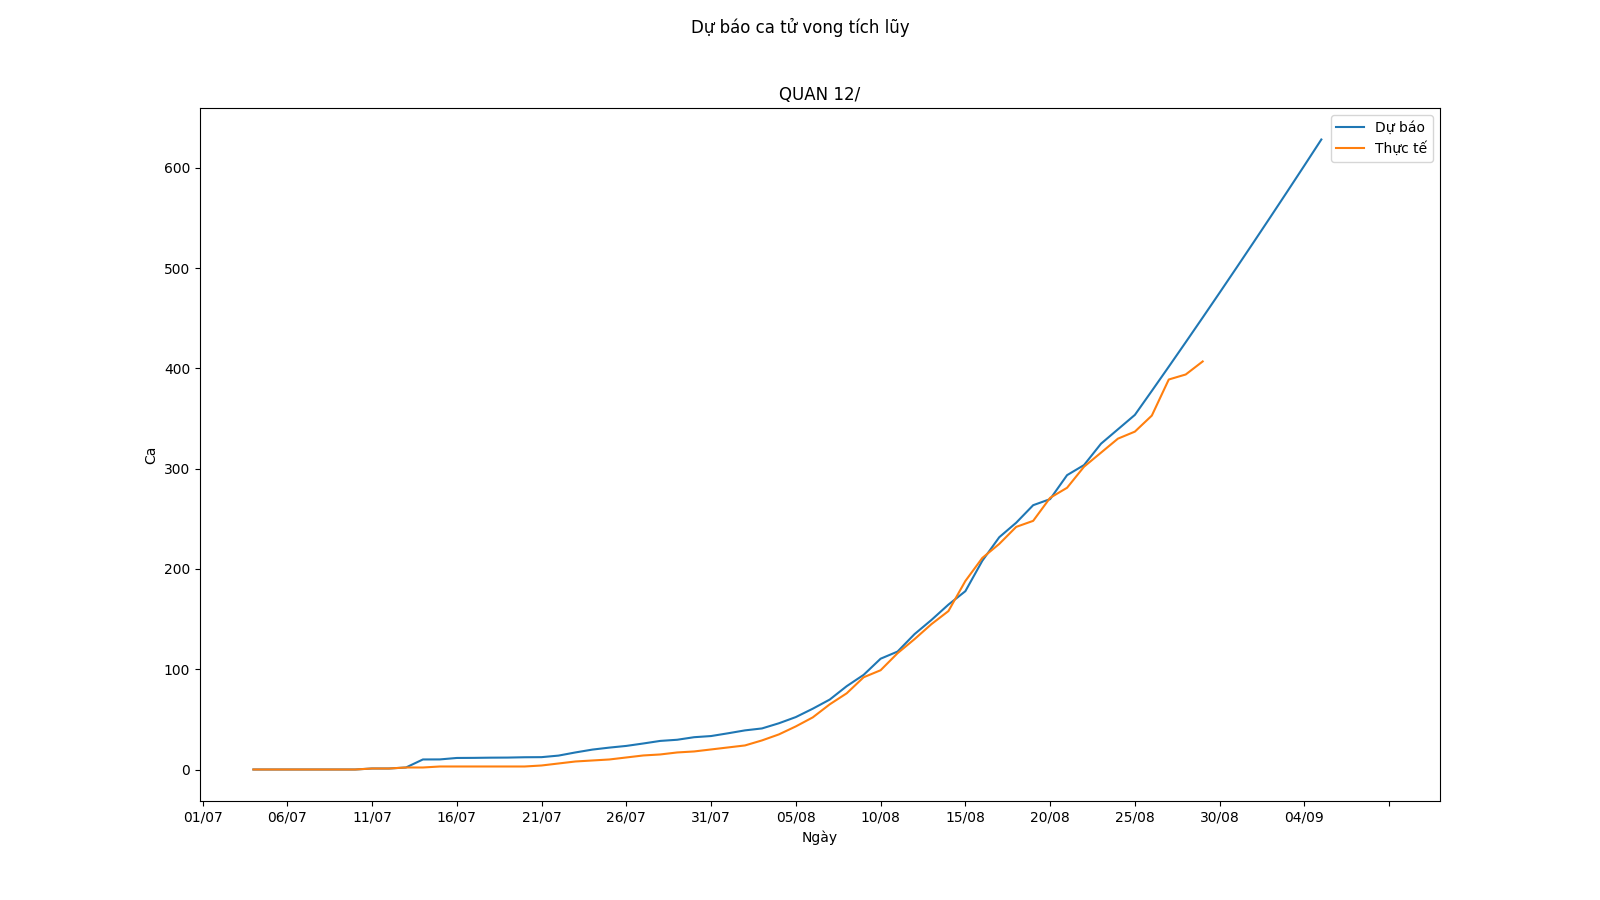 Dự báo ca tử vong tích lũy
QUAN 12/
Dự báo
Thực tế
600
500
400
300
200
100
0
Ca
01/07 06/07 11/07 16/07 21/07 26/07 31/07 05/08 10/08 15/08 20/08 25/08 30/08 04/09
Ngày